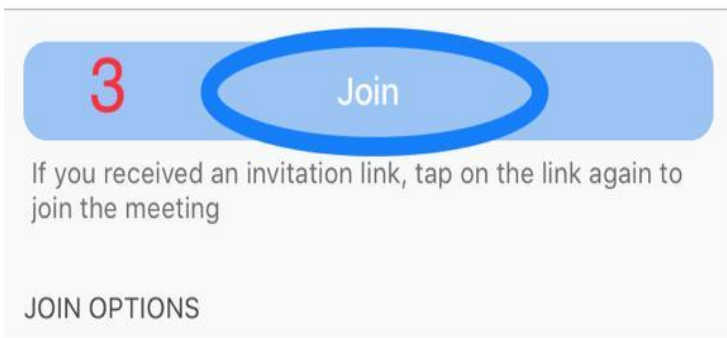 3 Join
If you received an invitation link, tap on the link again to
join the meeting
JOIN OPTIONS